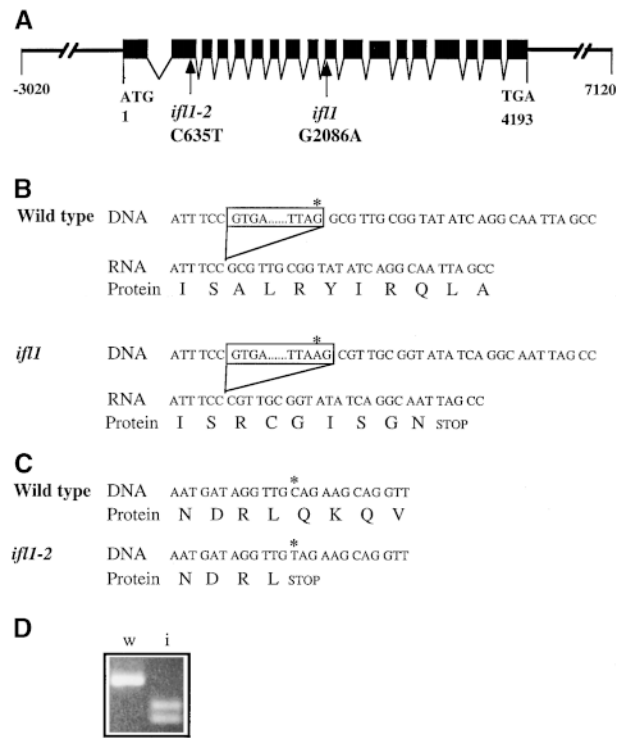 A
-3020
ATG
1
ifl1-2
C635T
ifl1
G2086A
TGA
4193
7120
B
*
Wild type DNA ATT TCC GTGA......TTAG GCG TTG CGG TAT ATC AGG CAA TTA GCC
RNA ATT TCC GCG TTG CGG TAT ATC AGG CAA TTA GCC
Protein I S A L R Y I R Q L A
*
ifl1 DNA ATT TCC GTGA......TTAAG CGT TGC GGT ATA TCA GGC AAT TAG CC
RNA ATT TCC CGT TGC GGT ATA TCA GGC AAT TAG CC
Protein I S R C G I S G N STOP
C
*
Wild type DNA AAT GAT AGG TTG CAG AAG CAG GTT
Protein N D R L Q K Q V
*
ifl1-2 DNA AAT GAT AGG TTG TAG AAG CAG GTT
Protein N D R L STOP
D
w i